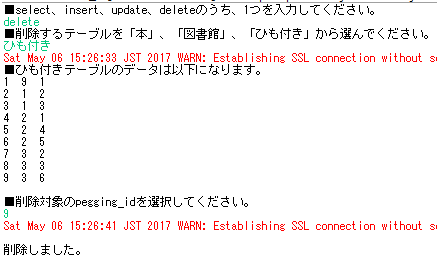 ■select、insert、update、deleteのうち、1つを入力してください。
delete
■削除するテーブルを「本」、「図書館」、「ひも付き」から選んでください。
ひも付き
Sat May 06 15:26:33 JST 2017 WARN: Establishing SSL connection without s
■ひも付きテーブルのデータは以下になります。
1 9 1
2 1 2
3 1 3
4 2 1
5 2 4
6 2 5
7 3 2
8 3 3
9 3 6
■削除対象のpegging_idを選択してください。
9
Sat May 06 15:26:41 JST 2017 WARN: Establishing SSL connection without s
削除しました。